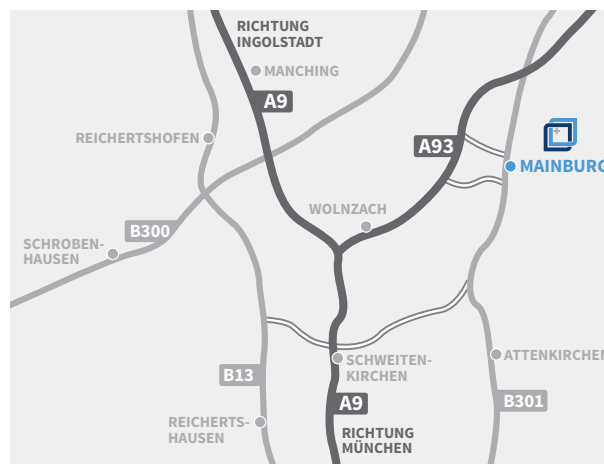 RICHTUNG
INGOLSTADT
MANCHING
A9
REICHERTSHOFEN
A93
MAINBURG
WOLNZACH
B300
SCHROBEN-
HAUSEN
SCHWEITEN-
KIRCHEN
ATTENKIRCHEN
B13
A9
B301
REICHERTS-
HAUSEN
RICHTUNG
MÜNCHEN